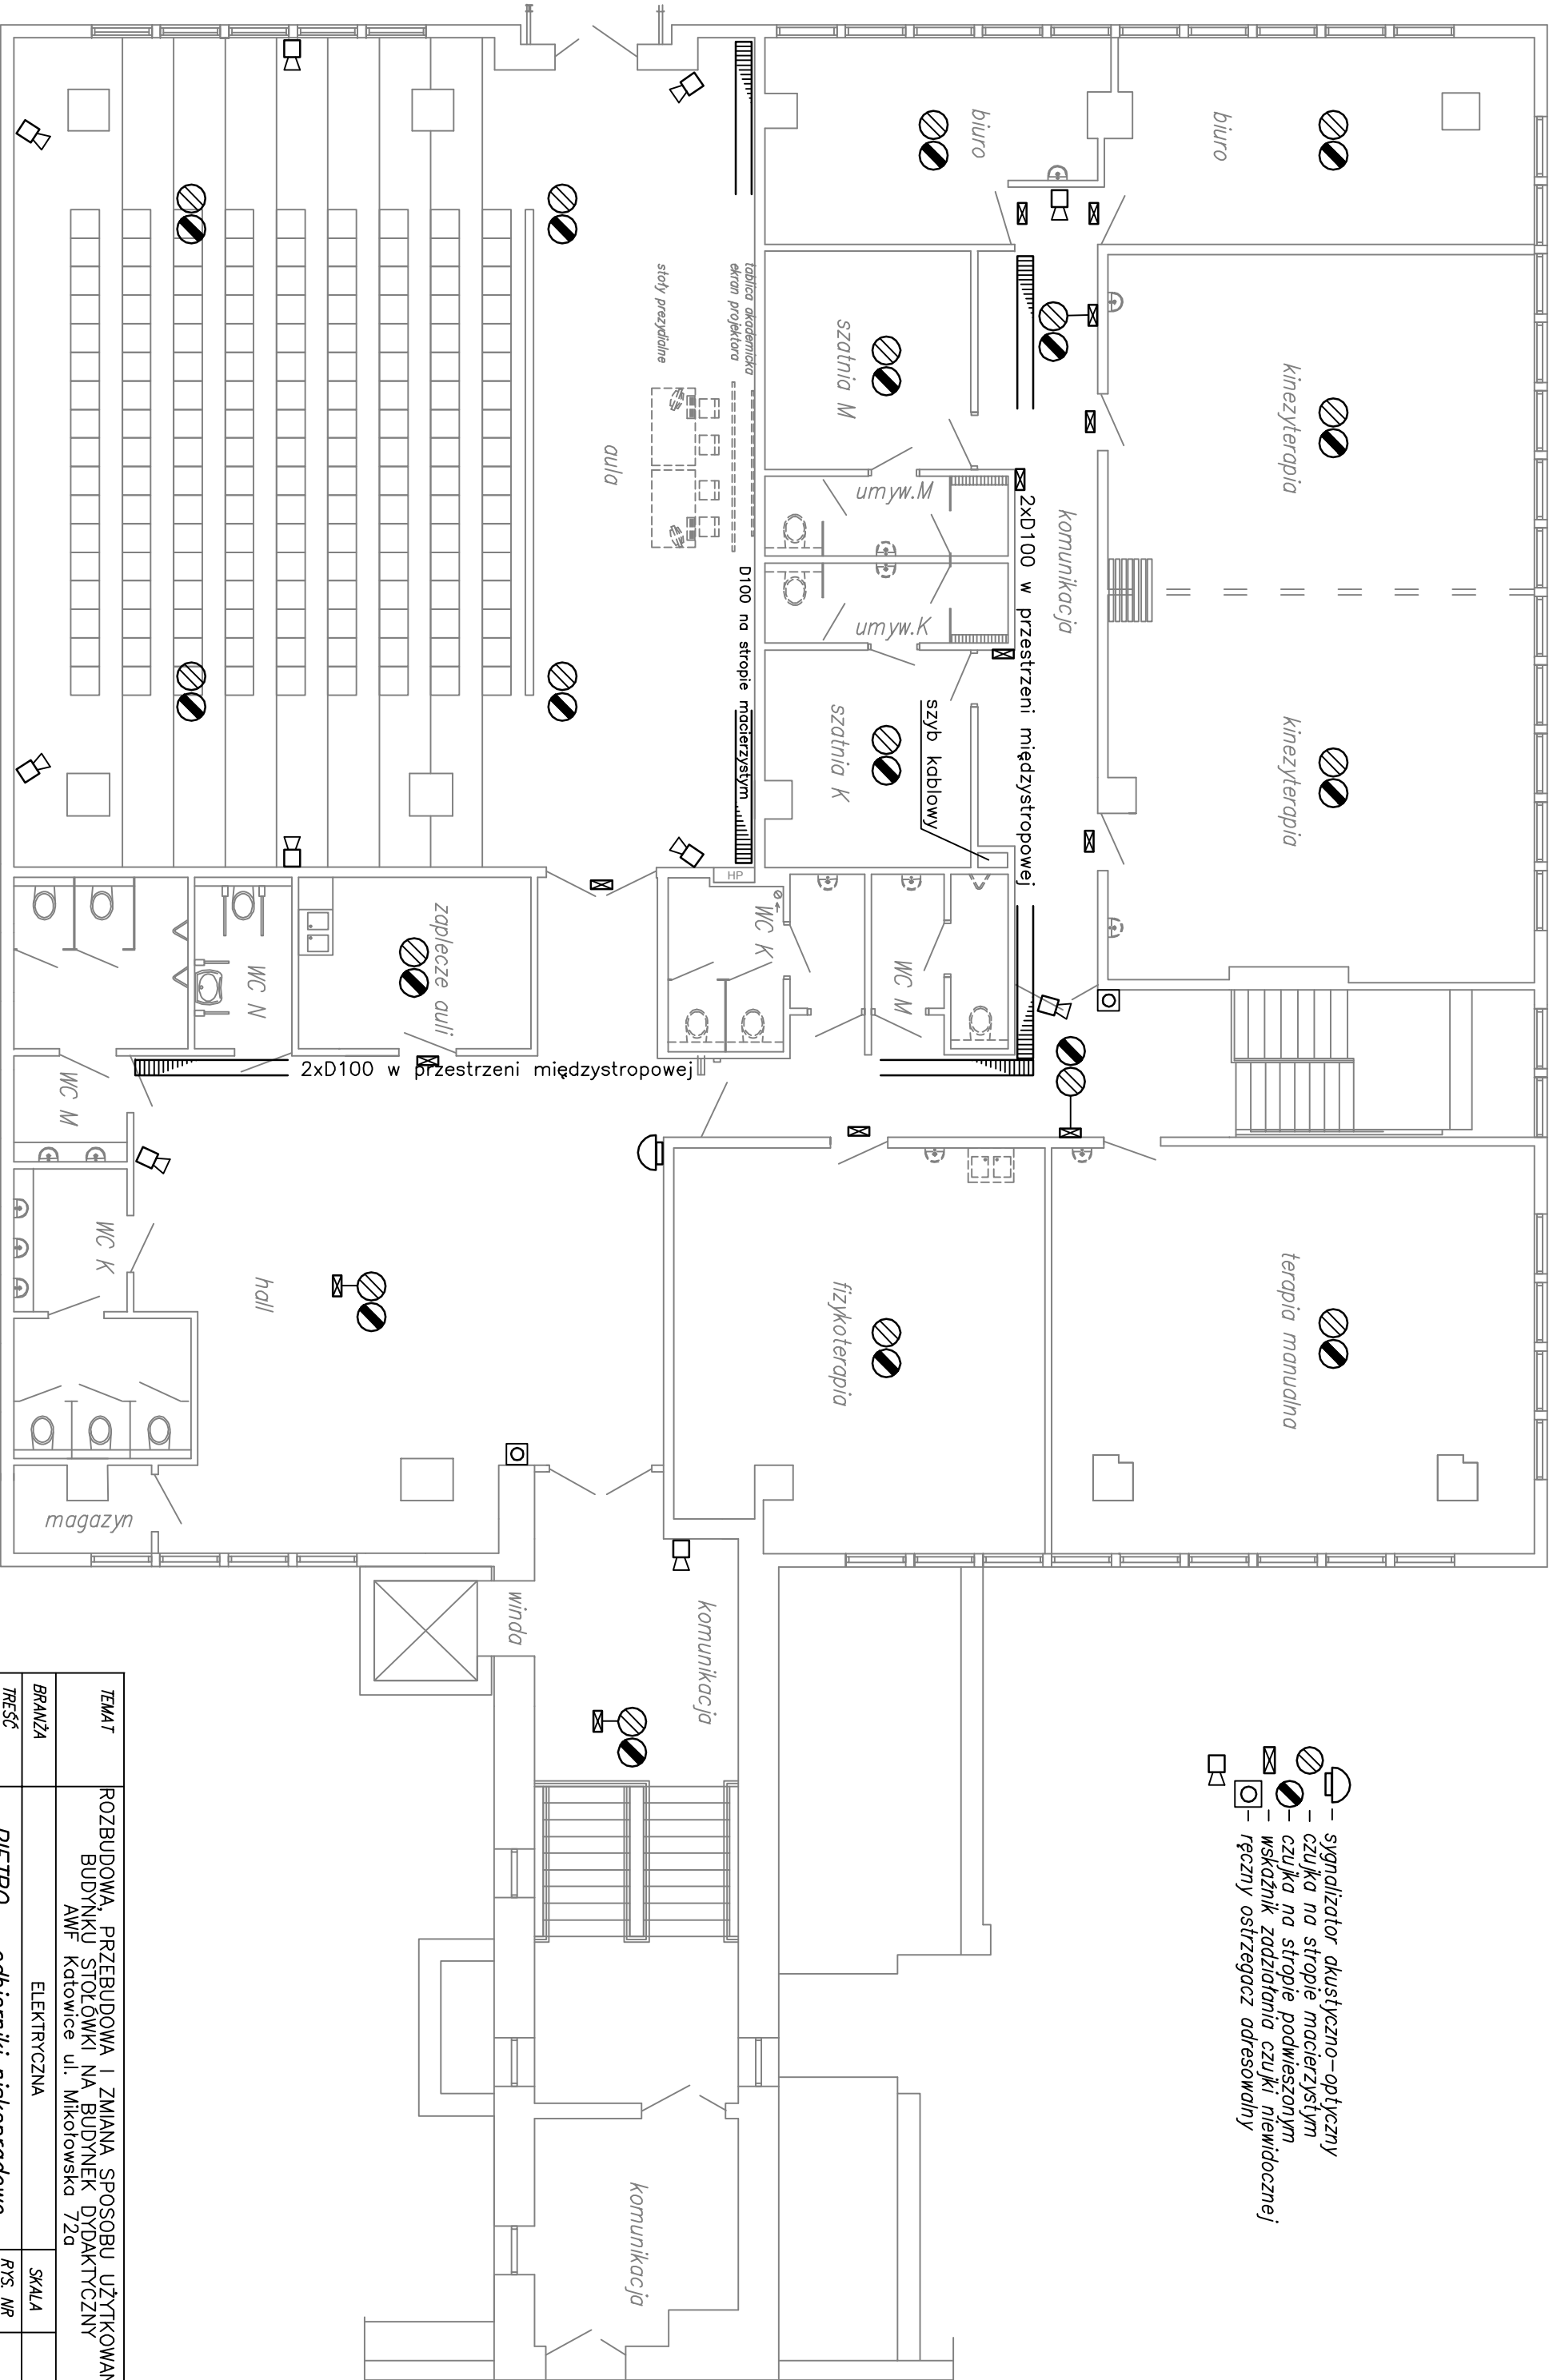 biuro
biuro
kinezyterapia
kinezyterapia
szatnia M
umyw.M
umyw.K
szatnia K
szyb kablowy
komunikacja
2xD100 w przestrzeni międzystropowej
tablica akademicka
ekran projektora
stoły prezydialne
aula
D100 na stropie macierzystym
HP
WC K
WC M
zaplecze auli
WC N
2xD100 w przestrzeni międzystropowej
WC M
WC K
hall
magazyn
fizykoterapia
terapia manualna
winda
komunikacja
komunikacja
– sygnalizator akustyczno-optyczny
– czujka na stropie macierzystym
– czujka na stropie podwieszonym
– wskaźnik zadziałania czujki niewidocznej
– ręczny ostrzegacz adresowalny
TEMAT
ROZBUDOWA, PRZEBUDOWA I ZMIANA SPOSOBU
BUDYNKU STOŁÓWKI NA BUDYNEK DYDAKTYCZNY
AWF Katowice ul. Mikołowska 72a
BRANŻA
ELEKTRYCZNA
SKALA
TREŚĆ
RYS. NR